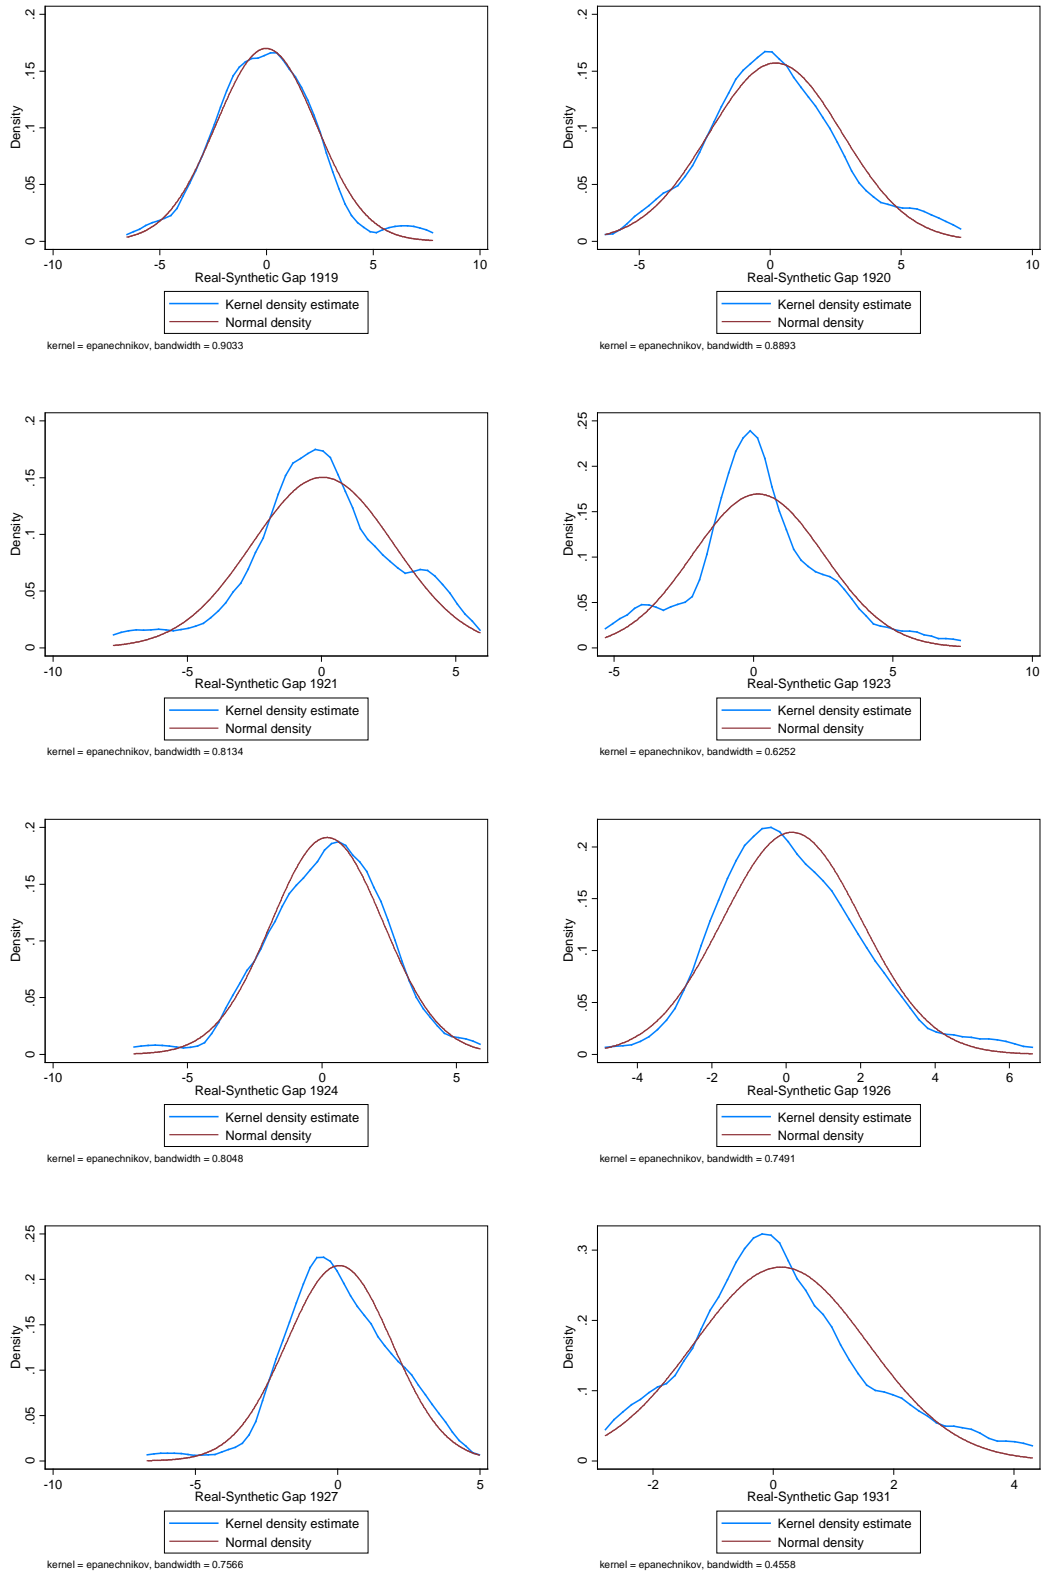 .2
.15
.1
.05
0
Density
-10 -5 0 5 10
Real-Synthetic Gap 1919
Kernel density estimate
Normal density
kernel = epanechnikov, bandwidth = 0.9033
.2
.15
.1
.05
0
Density
-5 0 5 10
Real-Synthetic Gap 1920
Kernel density estimate
Normal density
kernel = epanechnikov, bandwidth = 0.8893
.2
.15
.1
.05
0
Density
-10 -5 0 5
Real-Synthetic Gap 1921
Kernel density estimate
Normal density
kernel = epanechnikov, bandwidth = 0.8134
.25
.2
.15
.1
.05
0
Density
-5 0 5 10
Real-Synthetic Gap 1923
Kernel density estimate
Normal density
kernel = epanechnikov, bandwidth = 0.6252
.2
.15
.1
.05
0
Density
-10 -5 0 5
Real-Synthetic Gap 1924
Kernel density estimate
Normal density
kernel = epanechnikov, bandwidth = 0.8048
.2
.15
.1
.05
0
Density
-4 -2 0 2 4 6
Real-Synthetic Gap 1926
Kernel density estimate
Normal density
kernel = epanechnikov, bandwidth = 0.7491
.25
.2
.15
.1
.05
0
Density
-10 -5 0 5
Real-Synthetic Gap 1927
Kernel density estimate
Normal density
kernel = epanechnikov, bandwidth = 0.7566
.3
.2
.1
0
Density
-2 0 2 4
Real-Synthetic Gap 1931
Kernel density estimate
Normal density
kernel = epanechnikov, bandwidth = 0.4558